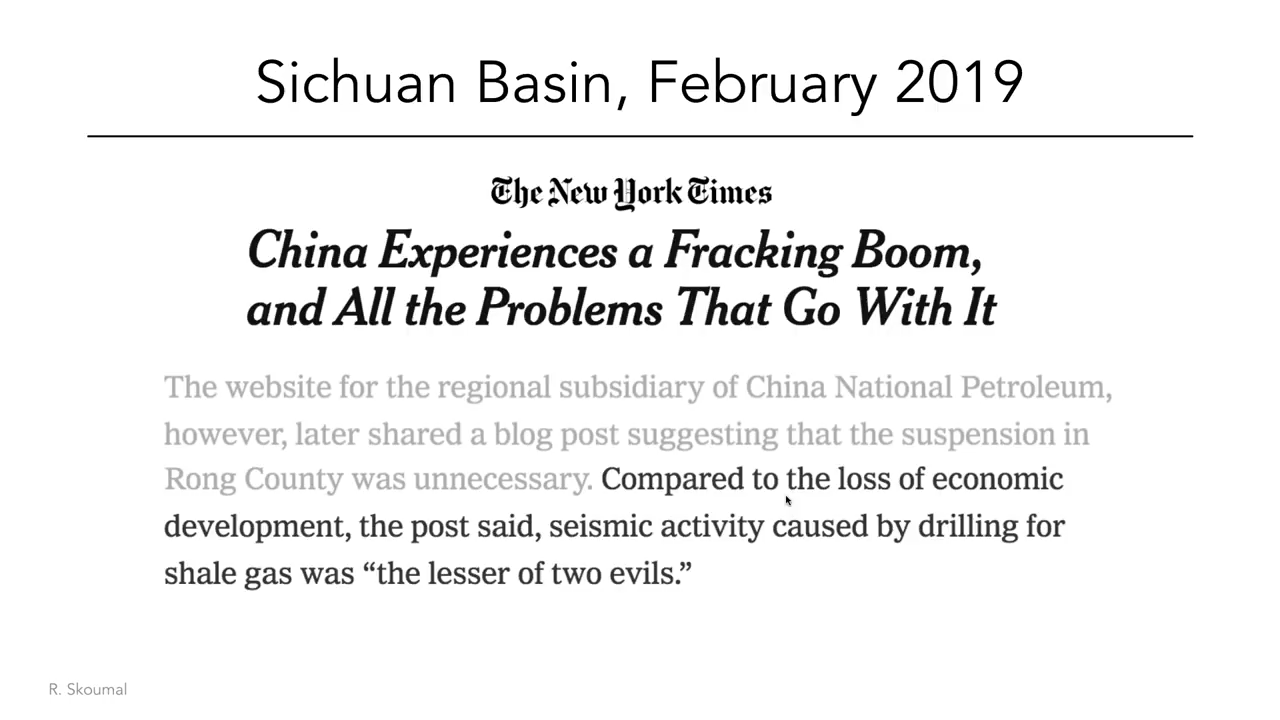 Sichuan Basin, February 2019
The New York Times
China Experiences a Fracking Boom,
and All the Problems That Go With It
The website for the regional subsidiary of China National Petroleum,
however, later shared a blog post suggesting that the suspension in
Rong County was unnecessary. Compared to the loss of economic
development, the post said, seismic activity caused by drilling for
shale gas was “the lesser of two evils.”
R. Skoumal